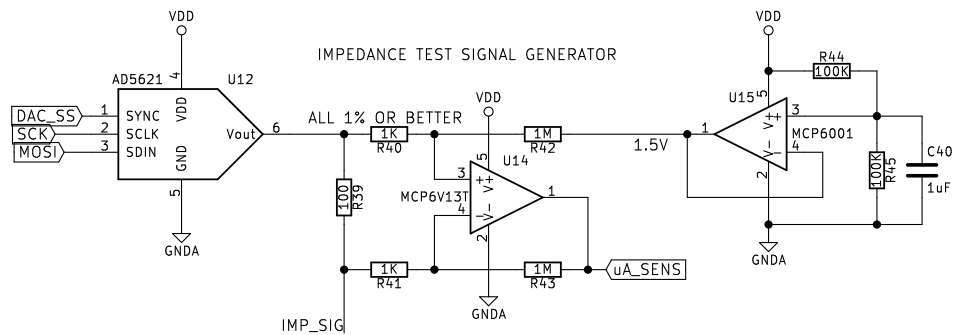 VDD
VDD
IMPEDANCE TEST SIGNAL GENERATOR
R44
100K
AD5621
U12
4
VDD
5
U15
DAC_SS
1
SYNC
SCK
2
SCLK
MOSI
3
SDIN
GND
Vout
6
5
GNDA
ALL 1% OR BETTER
VDD
1K
R40
1M
R42
1.5V
1
V+
+
3
MCP6001
V-
-
4
2
100K
R45
C40
1uF
GNDA
100
R39
5
U14
3
+
V+
MCP6V13T
4
-
V-
1
2
1K
R41
1M
R43
uA_SENS
GNDA
IMP_SIG